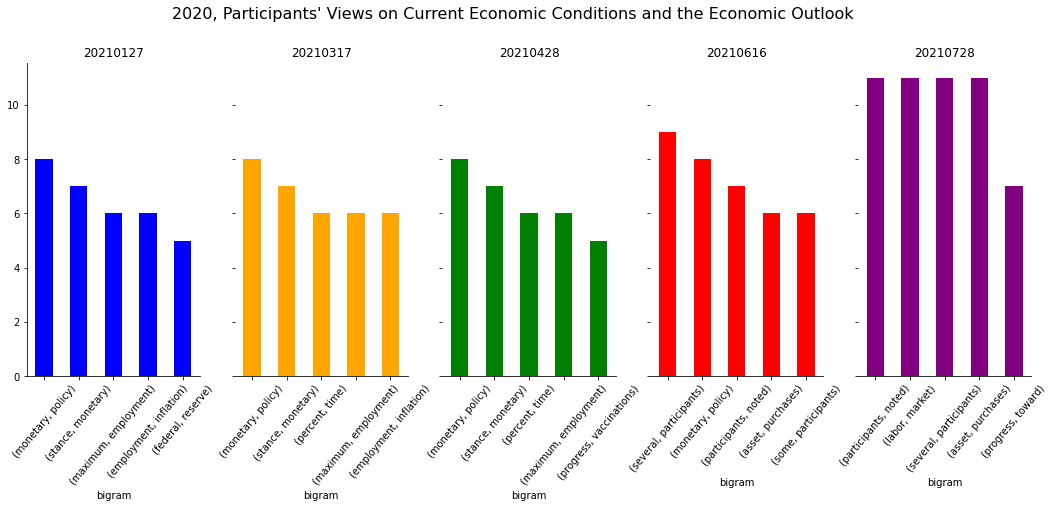 2020, Participants' Views on Current Economic Conditions and the Economic Outlook
20210127
20210317
20210428
20210616
20210728
10
8
6
4
2
0
(monetary, policy)
(stance, monetary)
(maximum, employment)
(employment, inflation)
(federal, reserve)
bigram
(monetary, policy)
(stance, monetary)
(percent, time)
(maximum, employment)
(employment, inflation)
bigram
(monetary, policy)
(stance, monetary)
(percent, time)
(maximum, employment)
(progress, vaccinations)
bigram
(several, participants)
(monetary, policy)
(participants, noted)
(asset, purchases)
(some, participants)
bigram
(participants, noted)
(labor, market)
(several, participants)
(asset, purchases)
(progress, toward)
bigram